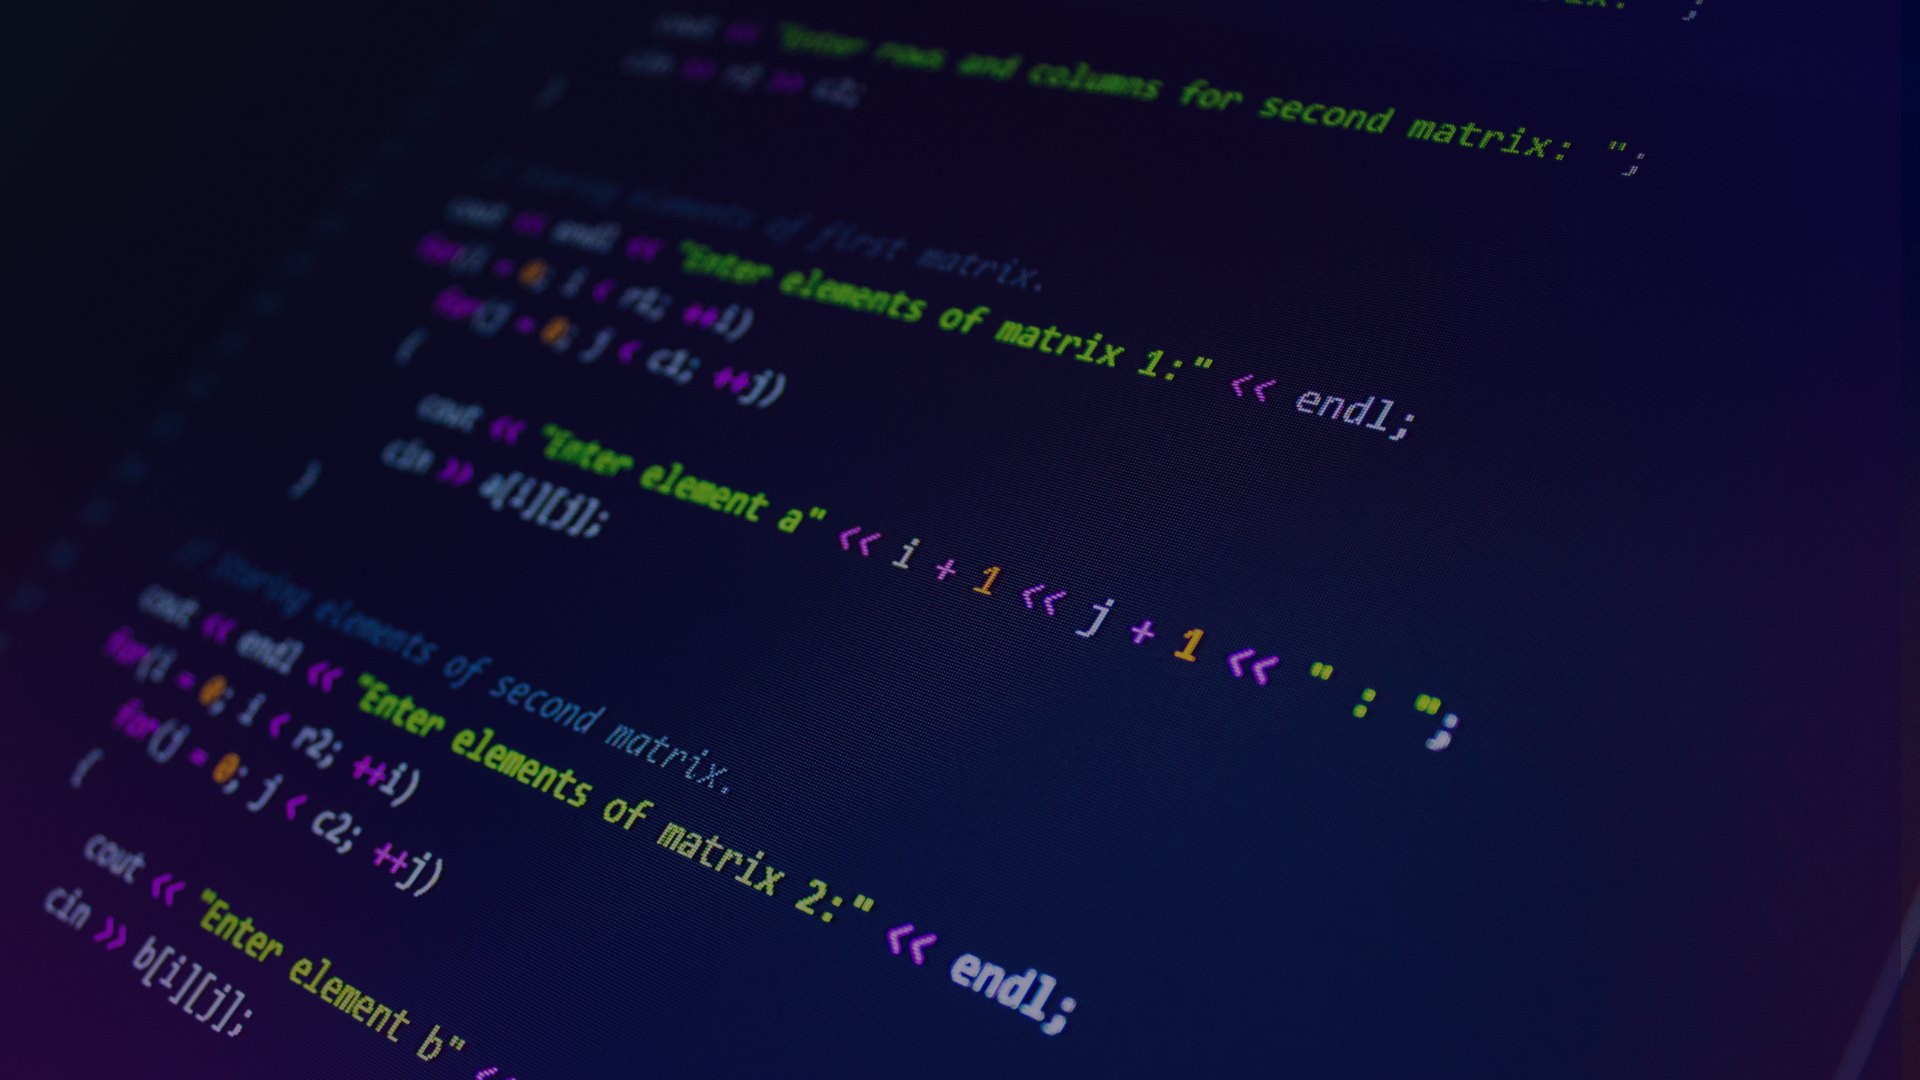 rix: ";
cout << "Enter rows and columns for second matrix: ";
cin >> r2 >> c2;
}
// Storing elements of first matrix.
cout << endl << "Enter elements of matrix 1:" << endl;
for(i = 0; i < r1; ++i)
for(j = 0; j < c1; ++j)
{
cout << "Enter element a" << i + 1 << j + 1 << " : ";
cin >> a[i][j];
}
// Storing elements of second matrix.
cout << endl << "Enter elements of matrix 2:" << endl;
for(i = 0; i < r2; ++i)
for(j = 0; j < c2; ++j)
{
cout << "Enter element b" <<
cin >> b[i][j];